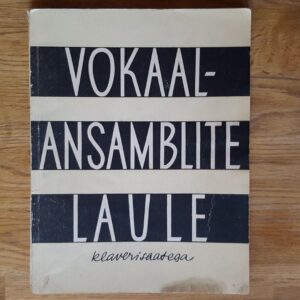 VOKAAL-
ANSAMBLITE
LAULE
klaverisaatega